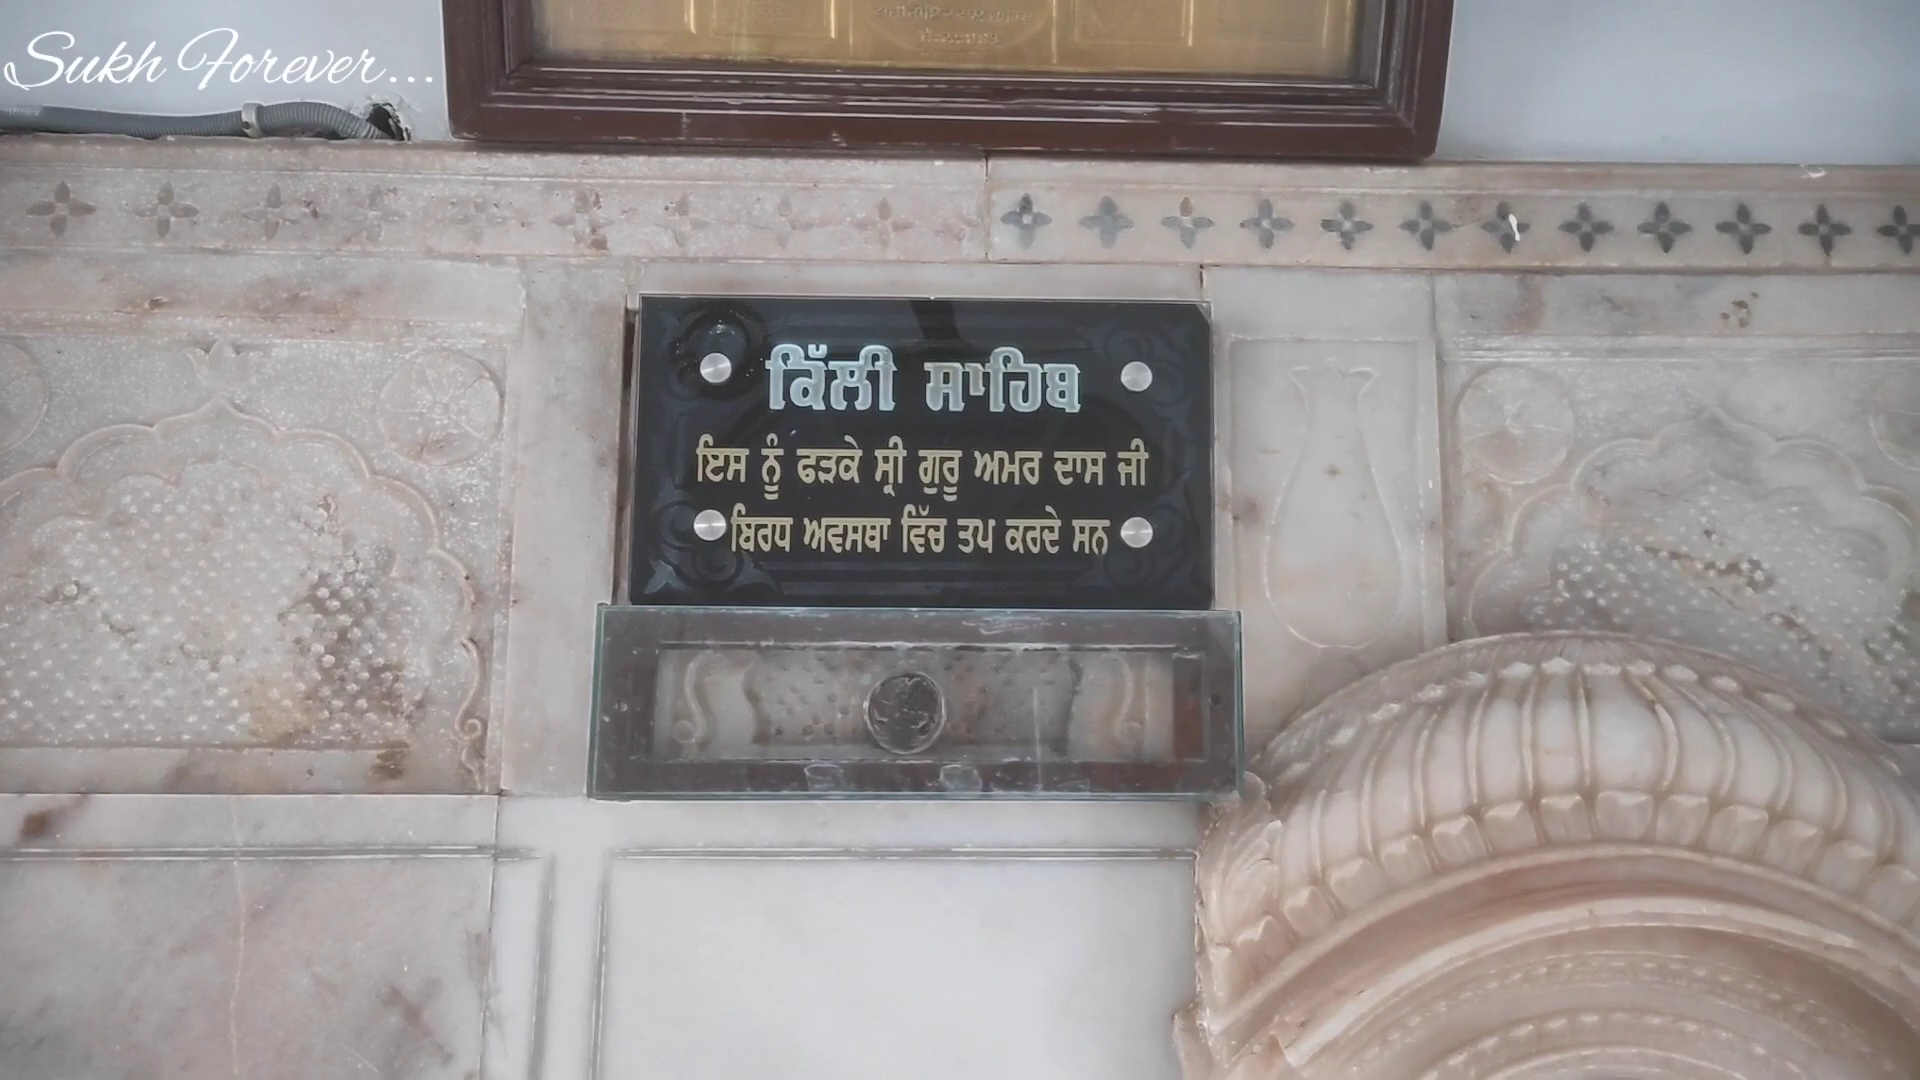 Sukh Forever...
ਕਿੱਲੀ ਸਾਹਿਬ
ਇਸ ਨੂੰ ਫੜਕੇ ਸ੍ਰੀ ਗੁਰੂ ਅਮਰ ਦਾਸ ਜੀ
ਬਿਰਧ ਅਵਸਥਾ ਵਿੱਚ ਤਪ ਕਰਦੇ ਸਨ